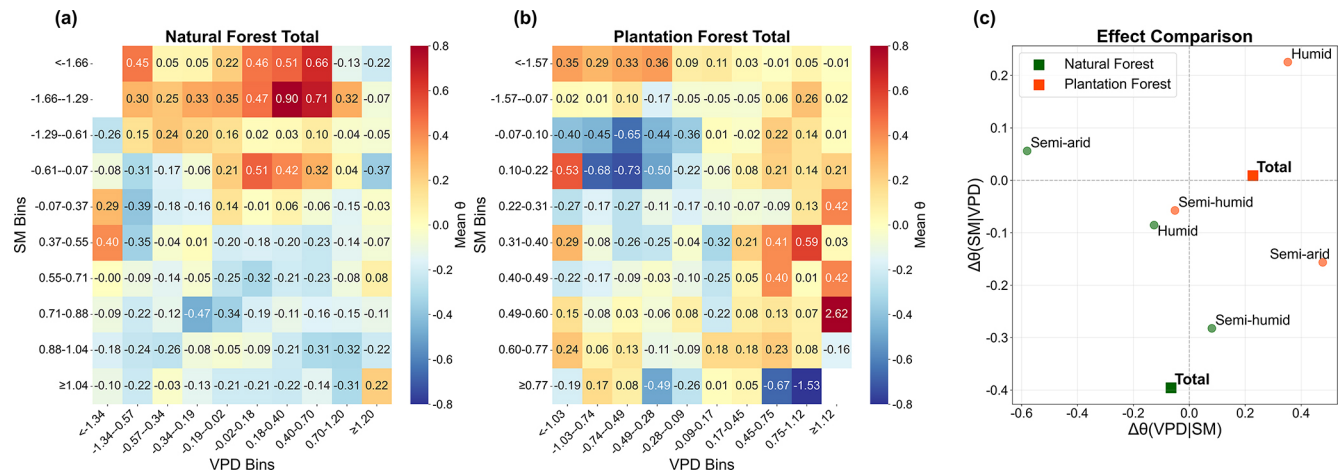 (a)
Natural Forest Total
<-1.66 0.45 0.05 0.05 0.22 0.46 0.51 0.66 -0.13 -0.22
-1.66--1.29 0.30 0.25 0.33 0.35 0.47 0.90 0.71 0.32 -0.07
-1.29--0.61 -0.26 0.15 0.24 0.20 0.16 0.02 0.03 0.10 -0.04 -0.05
-0.61--0.07 -0.08 -0.31 -0.17 -0.06 0.21 0.51 0.42 0.32 0.04 -0.37
-0.07-0.37 0.29 -0.39 -0.18 -0.16 0.14 -0.01 -0.06 -0.02 -0.15 -0.03
0.37-0.55 0.40 -0.35 -0.04 0.01 -0.20 -0.18 -0.20 -0.23 -0.14 -0.07
0.55-0.71 -0.00 -0.09 -0.14 -0.05 -0.22 -0.32 -0.21 -0.23 -0.08 0.08
0.71-0.88 -0.09 -0.22 -0.16 -0.47 -0.34 -0.19 -0.11 -0.16 -0.15 -0.11
0.88-1.04 -0.18 -0.24 -0.26 -0.08 -0.05 -0.09 -0.21 -0.31 -0.32 -0.22
≥1.04 -0.10 -0.22 -0.03 -0.13 -0.21 -0.21 -0.22 -0.14 -0.31 0.22
<-1.34 -1.34--0.57 -0.57--0.34 -0.34--0.19 -0.19--0.02 -0.02-0.18 0.18-0.40 0.40-0.70 0.70-1.20 ≥1.20
SM Bins
VPD Bins
0.8
0.6
0.4
0.2
0.0
-0.2
-0.4
-0.6
-0.8
Mean θ
(b)
Plantation Forest Total
<-1.57 0.35 0.29 0.33 0.36 0.09 0.11 0.03 -0.01 0.05 -0.01
-1.57--0.07 0.02 0.01 0.10 -0.17 0.05 -0.05 0.06 0.08 0.26 0.02
-0.07-0.10 -0.40 -0.45 -0.65 -0.44 -0.36 0.01 -0.02 0.22 0.14 0.01
0.10-0.22 0.53 -0.68 -0.73 -0.50 -0.22 -0.06 0.08 0.21 0.14 0.21
0.22-0.31 -0.27 -0.17 -0.12 -0.20 -0.12 -0.20 -0.07 -0.09 0.13 0.42
0.31-0.40 0.29 -0.08 -0.26 -0.25 -0.04 -0.32 0.21 0.41 0.59 0.03
0.40-0.49 -0.22 -0.17 -0.09 -0.28 -0.03 -0.10 0.20 0.40 0.01 0.42
0.49-0.60 0.15 -0.08 0.03 -0.06 0.08 -0.22 0.08 0.13 0.07 2.62
0.60-0.77 0.24 0.06 0.13 -0.11 -0.09 0.18 0.18 0.23 0.08 -0.16
≥0.77 -0.19 0.17 0.08 -0.49 -0.26 0.01 0.05 -0.67 -1.53
<-1.03 -1.03--0.74 -0.74--0.49 -0.49--0.28 -0.28--0.09 -0.09-0.17 0.17-0.45 0.45-0.75 0.75-1.12 ≥1.12
SM Bins
VPD Bins
0.8
0.6
0.4
0.2
0.0
-0.2
-0.4
-0.6
-0.8
Mean θ
(c)
Effect Comparison
Natural Forest
Plantation Forest
Humid
Semi-arid
Total
Semi-humid
Humid
Semi-arid
Semi-humid
Total
0.2
0.1
0.0
-0.1
-0.2
-0.3
-0.4
Δθ(SM|VPD)
-0.6 -0.4 -0.2 0.0 0.2 0.4
Δθ(VPD|SM)